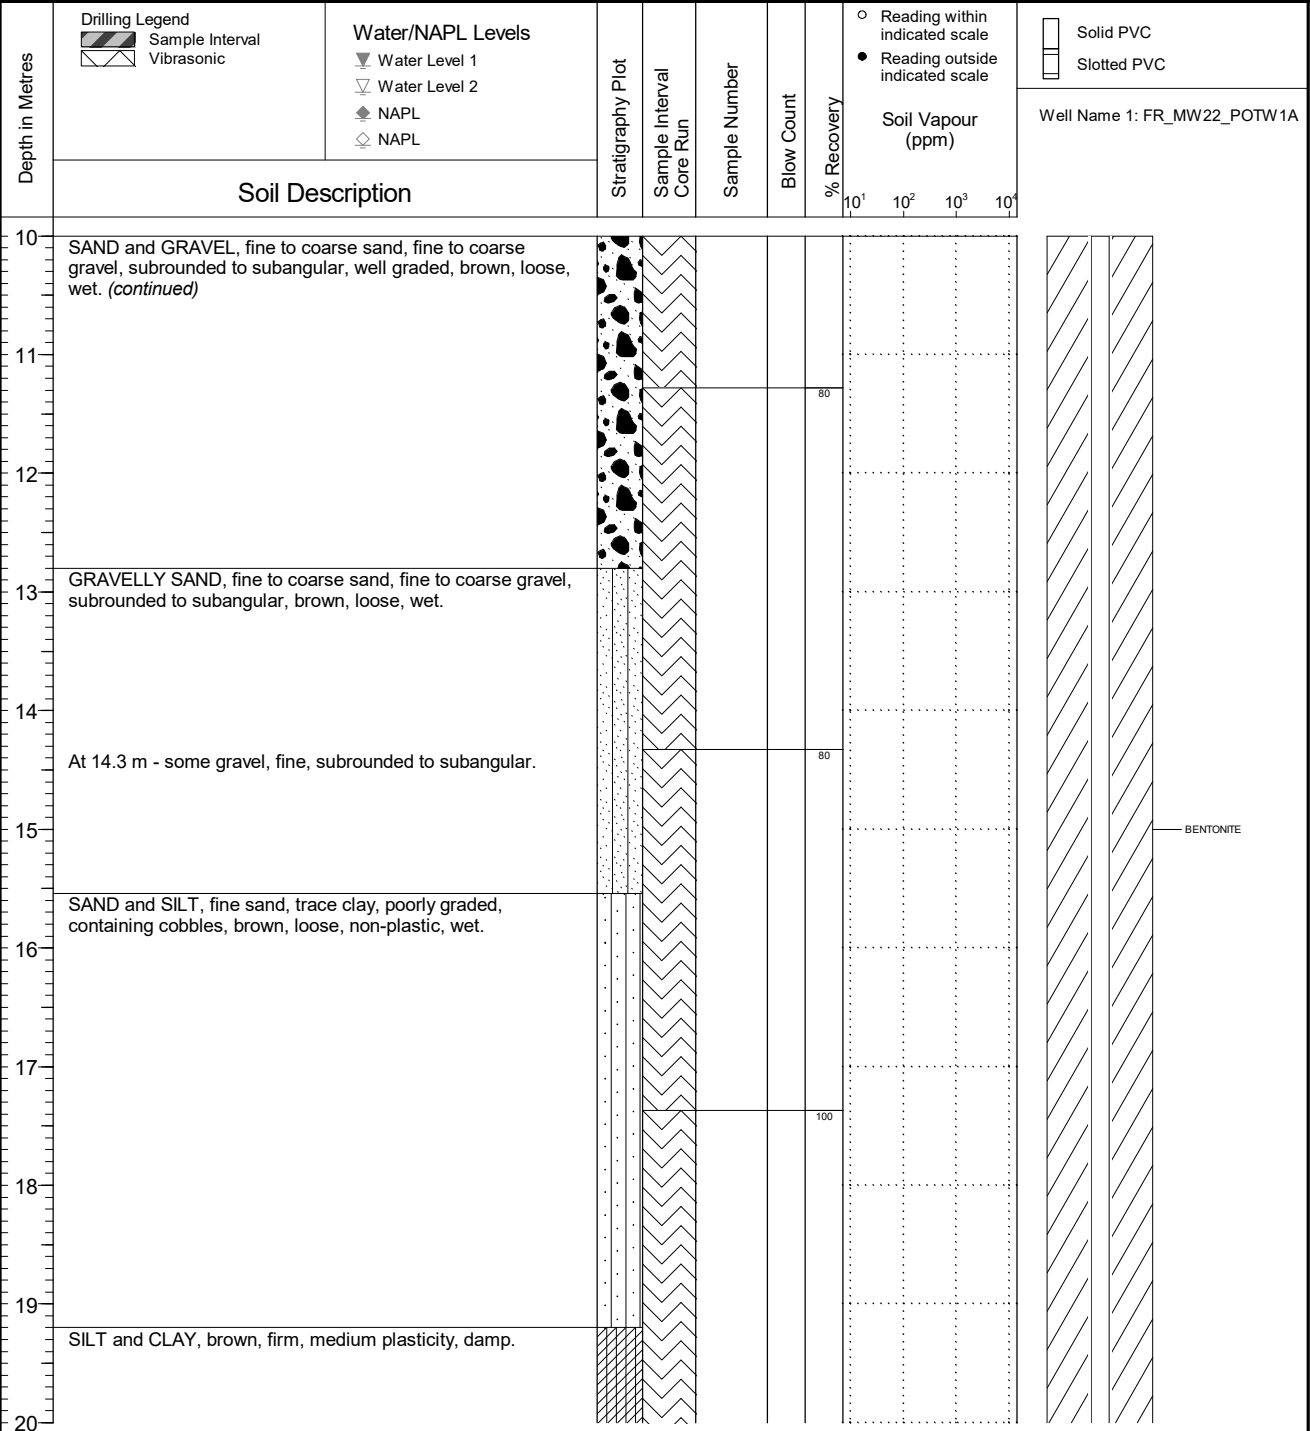 Depth in Metres
Drilling Legend
Sample Interval
Vibrasonic
Water/NAPL Levels
Water Level 1
Water Level 2
NAPL
NAPL
Soil Description
Stratigraphy Plot
Sample Interval
Core Run
Sample Number
Blow Count
% Recovery
Reading within
indicated scale
Reading outside
indicated scale
Soil Vapour
(ppm)
10¹ 10² 10³ 10⁴
Solid PVC
Slotted PVC
Well Name 1: FR_MW22_POTW1A
10
SAND and GRAVEL, fine to coarse sand, fine to coarse
gravel, subrounded to subangular, well graded, brown, loose,
wet. (continued)
11
80
12
GRAVELLY SAND, fine to coarse sand, fine to coarse gravel,
subrounded to subangular, brown, loose, wet.
13
14
At 14.3 m - some gravel, fine, subrounded to subangular.
80
15
BENTONITE
SAND and SILT, fine sand, trace clay, poorly graded,
containing cobbles, brown, loose, non-plastic, wet.
16
17
100
18
19
SILT and CLAY, brown, firm, medium plasticity, damp.
20